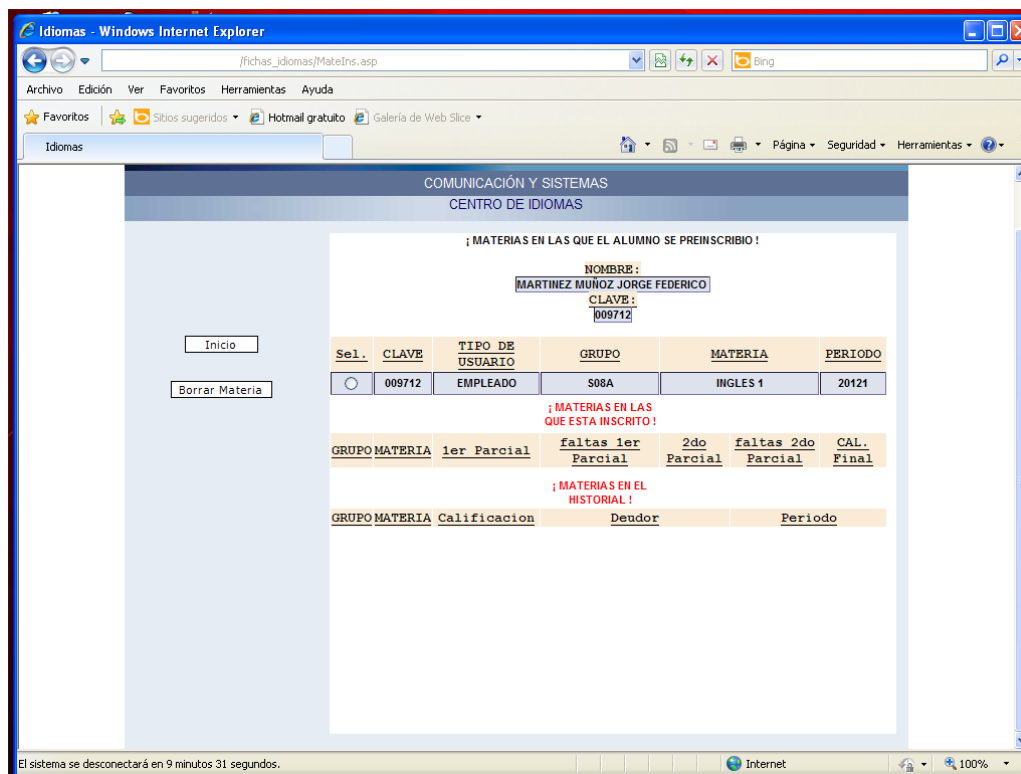 Idiomas - Windows Internet Explorer
/fichas_idiomas/MateIns.asp
Bing
Archivo Edición Ver Favoritos Herramientas Ayuda
Favoritos Sitios sugeridos Hotmail gratuito Galería de Web Slice
Idiomas Página Seguridad Herramientas
COMUNICACIÓN Y SISTEMAS
CENTRO DE IDIOMAS
¡ MATERIAS EN LAS QUE EL ALUMNO SE PREINSCRIBIO !
NOMBRE:
MARTINEZ MUÑOZ JORGE FEDERICO
CLAVE:
009712
Inicio
Borrar Materia
Sel. CLAVE TIPO DE USUARIO GRUPO MATERIA PERIODO
009712 EMPLEADO S08A INGLES 1 20121
¡ MATERIAS EN LAS
QUE ESTA INSCRITO !
GRUPO MATERIA 1er Parcial faltas 1er Parcial 2do Parcial faltas 2do Parcial CAL. Final
¡ MATERIAS EN EL
HISTORIAL !
GRUPO MATERIA Calificacion Deudor Periodo
El sistema se desconectará en 9 minutos 31 segundos. Internet 100%